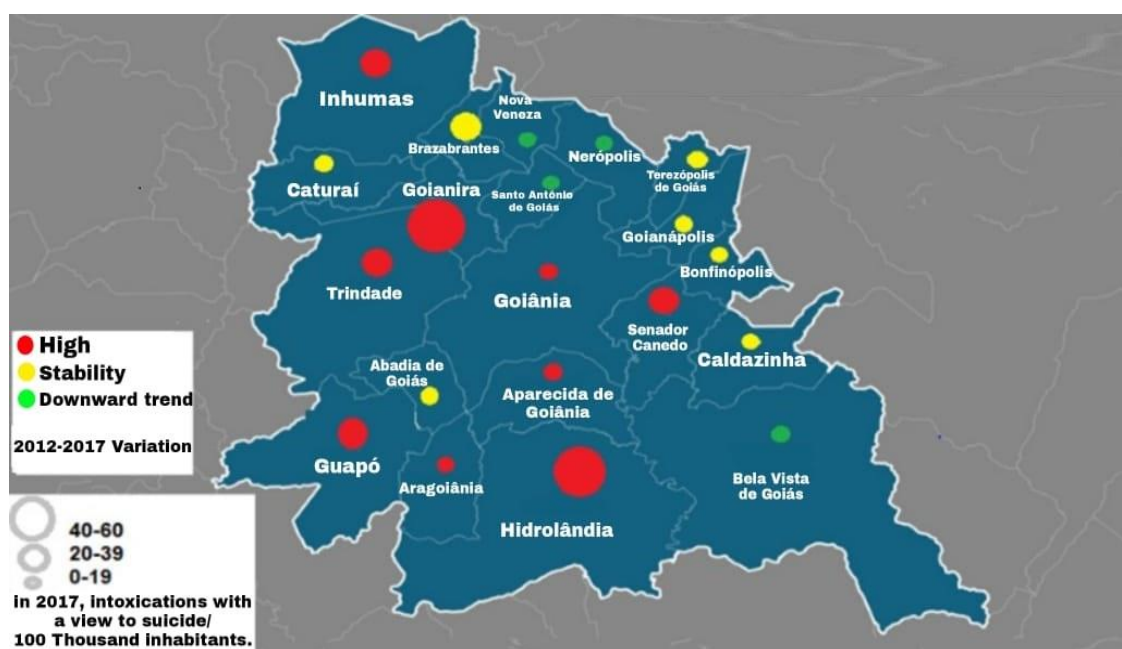 Inhumas
Nova
Veneza
Brazabrantes
Nerópolis
Terezópolis
de Goiás
Caturaí
Goianira
Santo Antônio
de Goiás
Goianápolis
Bonfinópolis
Trindade
Goiânia
Senador
Canedo
Caldazinha
Abadia de
Goiás
Aparecida de
Goiânia
Guapó
Aragoiânia
Bela Vista
de Goiás
Hidrolândia
High
Stability
Downward trend
2012-2017 Variation
40-60
20-39
0-19
in 2017, intoxications with
a view to suicide/
100 Thousand inhabitants.